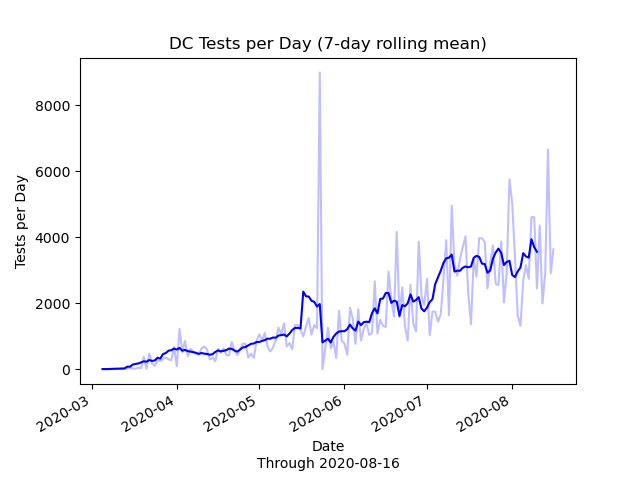 DC Tests per Day (7-day rolling mean)
Tests per Day
8000
6000
4000
2000
0
2020-03
2020-04
2020-05
2020-06
2020-07
2020-08
Date
Through 2020-08-16